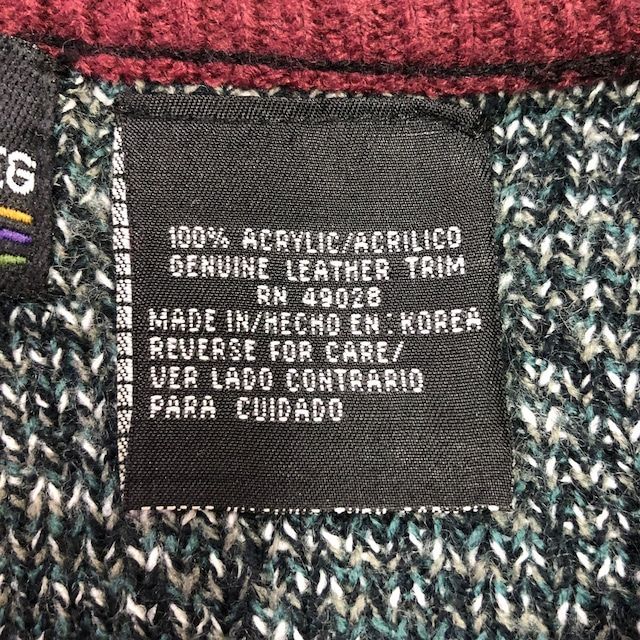 100% ACRYLIC/ACRILICO
GENUINE LEATHER TRIM
RN 49028
MADE IN/HECHO EN: KOREA
REVERSE FOR CARE/
VER LADO CONTRARIO
PARA CUIDADO